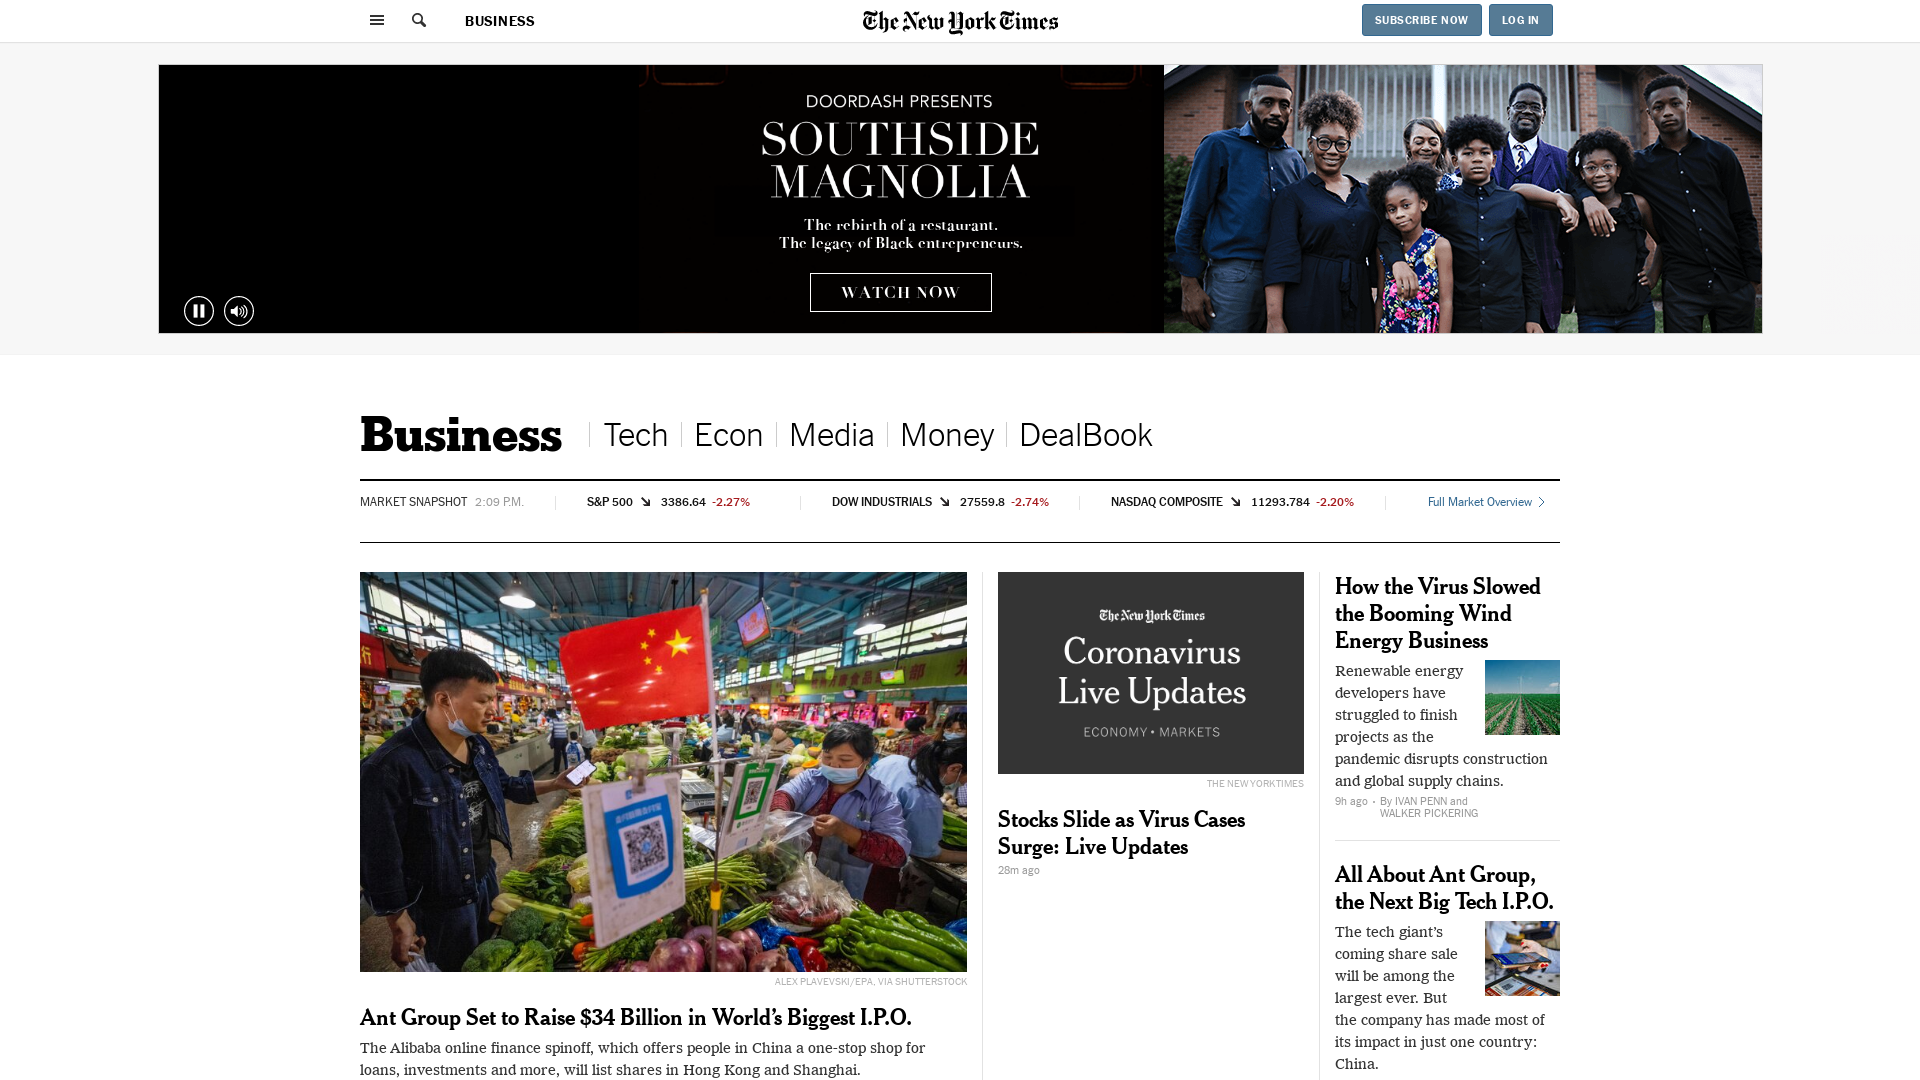 BUSINESS
The New York Times
SUBSCRIBE NOW
LOG IN
DOORDASH PRESENTS
SOUTHSIDE
MAGNOLIA
The rebirth of a restaurant.
The legacy of Black entrepreneurs.
WATCH NOW
Business
Tech
Econ
Media
Money
DealBook
MARKET SNAPSHOT 2:09 P.M.
S&P 500 3386.64 -2.27%
DOW INDUSTRIALS 27559.8 -2.74%
NASDAQ COMPOSITE 11293.784 -2.20%
Full Market Overview
ALEX PLAVEVSKI/EPA, VIA SHUTTERSTOCK
Ant Group Set to Raise $34 Billion in World’s Biggest I.P.O.
The Alibaba online finance spinoff, which offers people in China a one-stop shop for
loans, investments and more, will list shares in Hong Kong and Shanghai.
The New York Times
Coronavirus
Live Updates
ECONOMY • MARKETS
THE NEW YORKTIMES
Stocks Slide as Virus Cases
Surge: Live Updates
28m ago
How the Virus Slowed
the Booming Wind
Energy Business
Renewable energy
developers have
struggled to finish
projects as the
pandemic disrupts construction
and global supply chains.
9h ago · By IVAN PENN and
WALKER PICKERING
All About Ant Group,
the Next Big Tech I.P.O.
The tech giant’s
coming share sale
will be among the
largest ever. But
the company has made most of
its impact in just one country:
China.